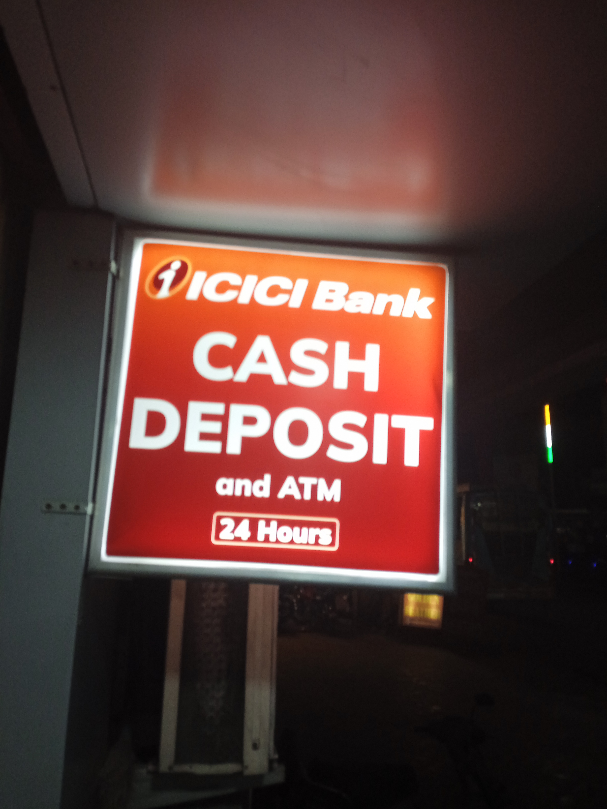 ICICI Bank
CASH
DEPOSIT
and ATM
24 Hours